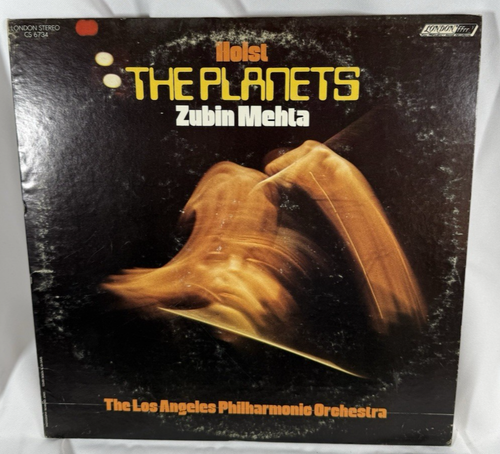 LONDON STEREO
CS 6734
LONDON ffrr
Holst
THE PLANETS
Zubin Mehta
The Los Angeles Philharmonic Orchestra